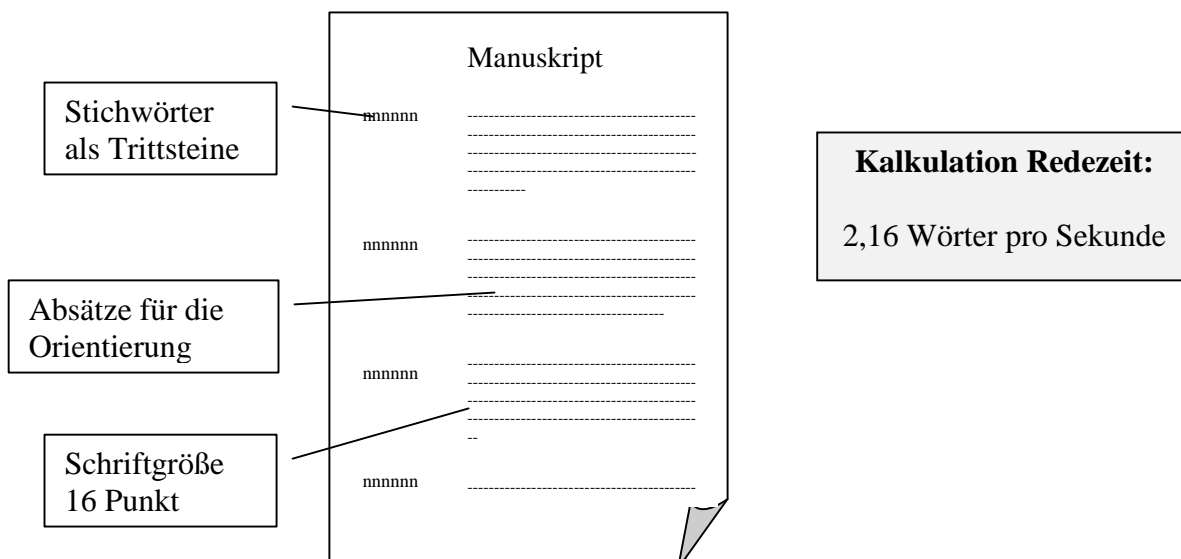 Manuskript
Stichwörter
als Trittsteine
nnnnnn
nnnnnn
Absätze für die
Orientierung
nnnnnn
Schriftgröße
16 Punkt
nnnnnn
Kalkulation Redezeit:
2,16 Wörter pro Sekunde